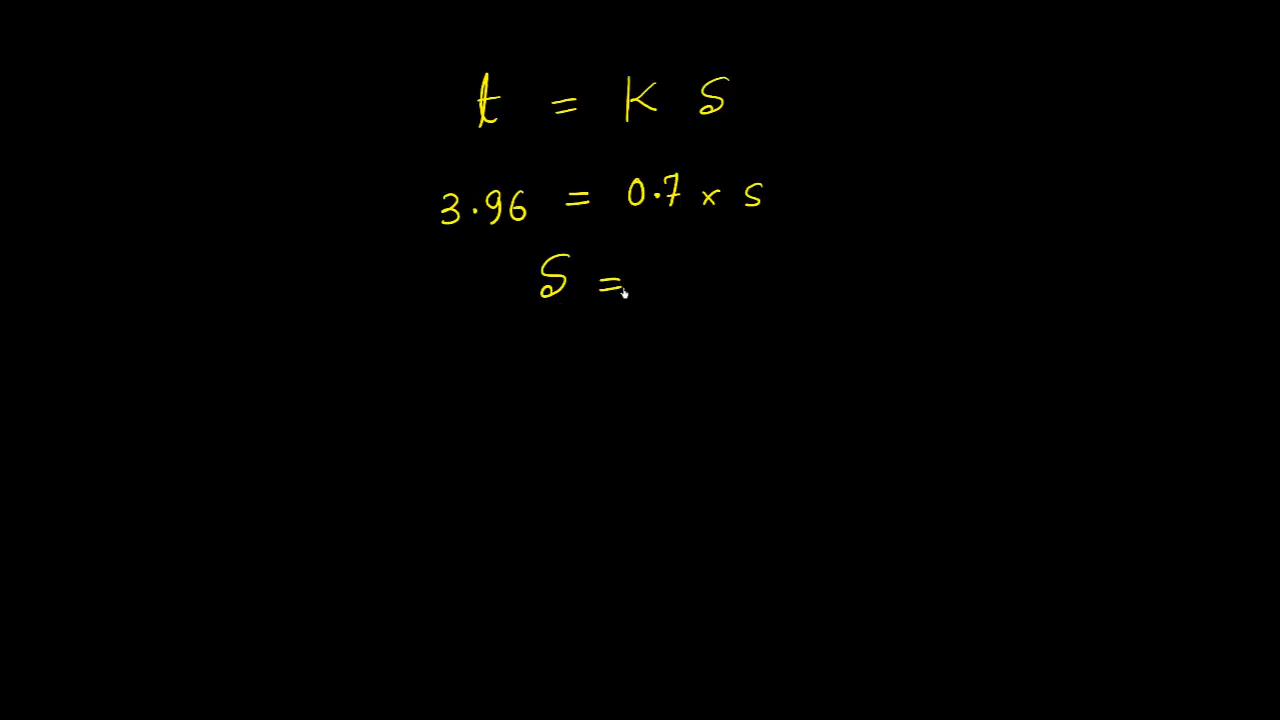 t = K S
3.96 = 0.7 x s
S =